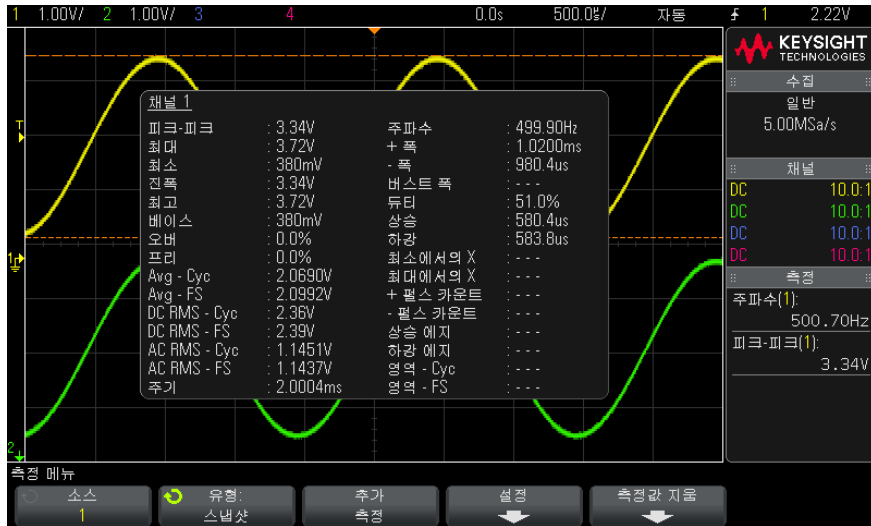 1 1.00V/ 2 1.00V/ 3 4 0.0s 500.0㎲/ 자동 1 2.22V
KEYSIGHT
TECHNOLOGIES
수집
일반
5.00MSa/s
채널
DC 10.0:1
DC 10.0:1
DC 10.0:1
DC 10.0:1
측정
주파수(1):
500.70Hz
피크-피크(1):
3.34V
T
1
2
채널 1
피크-피크 : 3.34V 주파수 : 499.90Hz
최대 : 3.72V + 폭 : 1.0200ms
최소 : 380mV - 폭 : 980.4us
진폭 : 3.34V 버스트 폭 : - - -
최고 : 3.72V 듀티 : 51.0%
베이스 : 380mV 상승 : 580.4us
오버 : 0.0% 하강 : 583.8us
프리 : 0.0% 최소에서의 X : - - -
Avg - Cyc : 2.0690V 최대에서의 X : - - -
Avg - FS : 2.0992V + 펄스 카운트 : - - -
DC RMS - Cyc : 2.36V - 펄스 카운트 : - - -
DC RMS - FS : 2.39V 상승 에지 : - - -
AC RMS - Cyc : 1.1451V 하강 에지 : - - -
AC RMS - FS : 1.1437V 영역 - Cyc : - - -
주기 : 2.0004ms 영역 - FS : - - -
측정 메뉴
소스
1
유형:
스냅샷
추가
측정
설정
측정값 지움